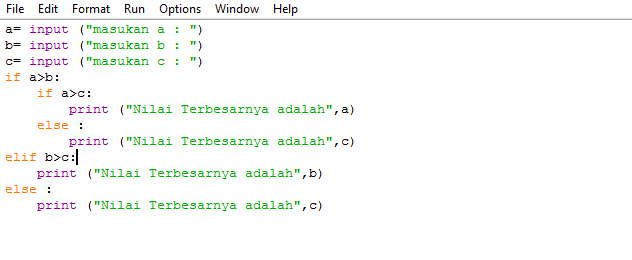 File Edit Format Run Options Window Help
a= input ("masukan a : ")
b= input ("masukan b : ")
c= input ("masukan c : ")
if a>b:
    if a>c:
        print ("Nilai Terbesarnya adalah",a)
    else :
        print ("Nilai Terbesarnya adalah",c)
elif b>c:
    print ("Nilai Terbesarnya adalah",b)
else :
    print ("Nilai Terbesarnya adalah",c)